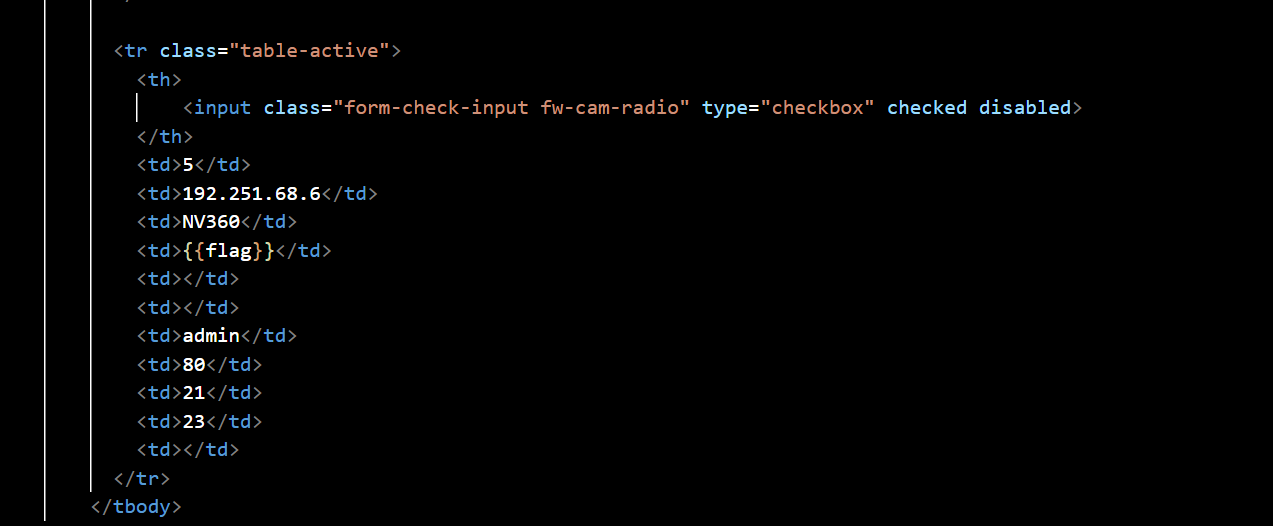 <tr class="table-active">
<th>
<input class="form-check-input fw-cam-radio" type="checkbox" checked disabled>
</th>
<td>5</td>
<td>192.251.68.6</td>
<td>NV360</td>
<td>{{flag}}</td>
<td></td>
<td></td>
<td>admin</td>
<td>80</td>
<td>21</td>
<td>23</td>
<td></td>
</tr>
</tbody>